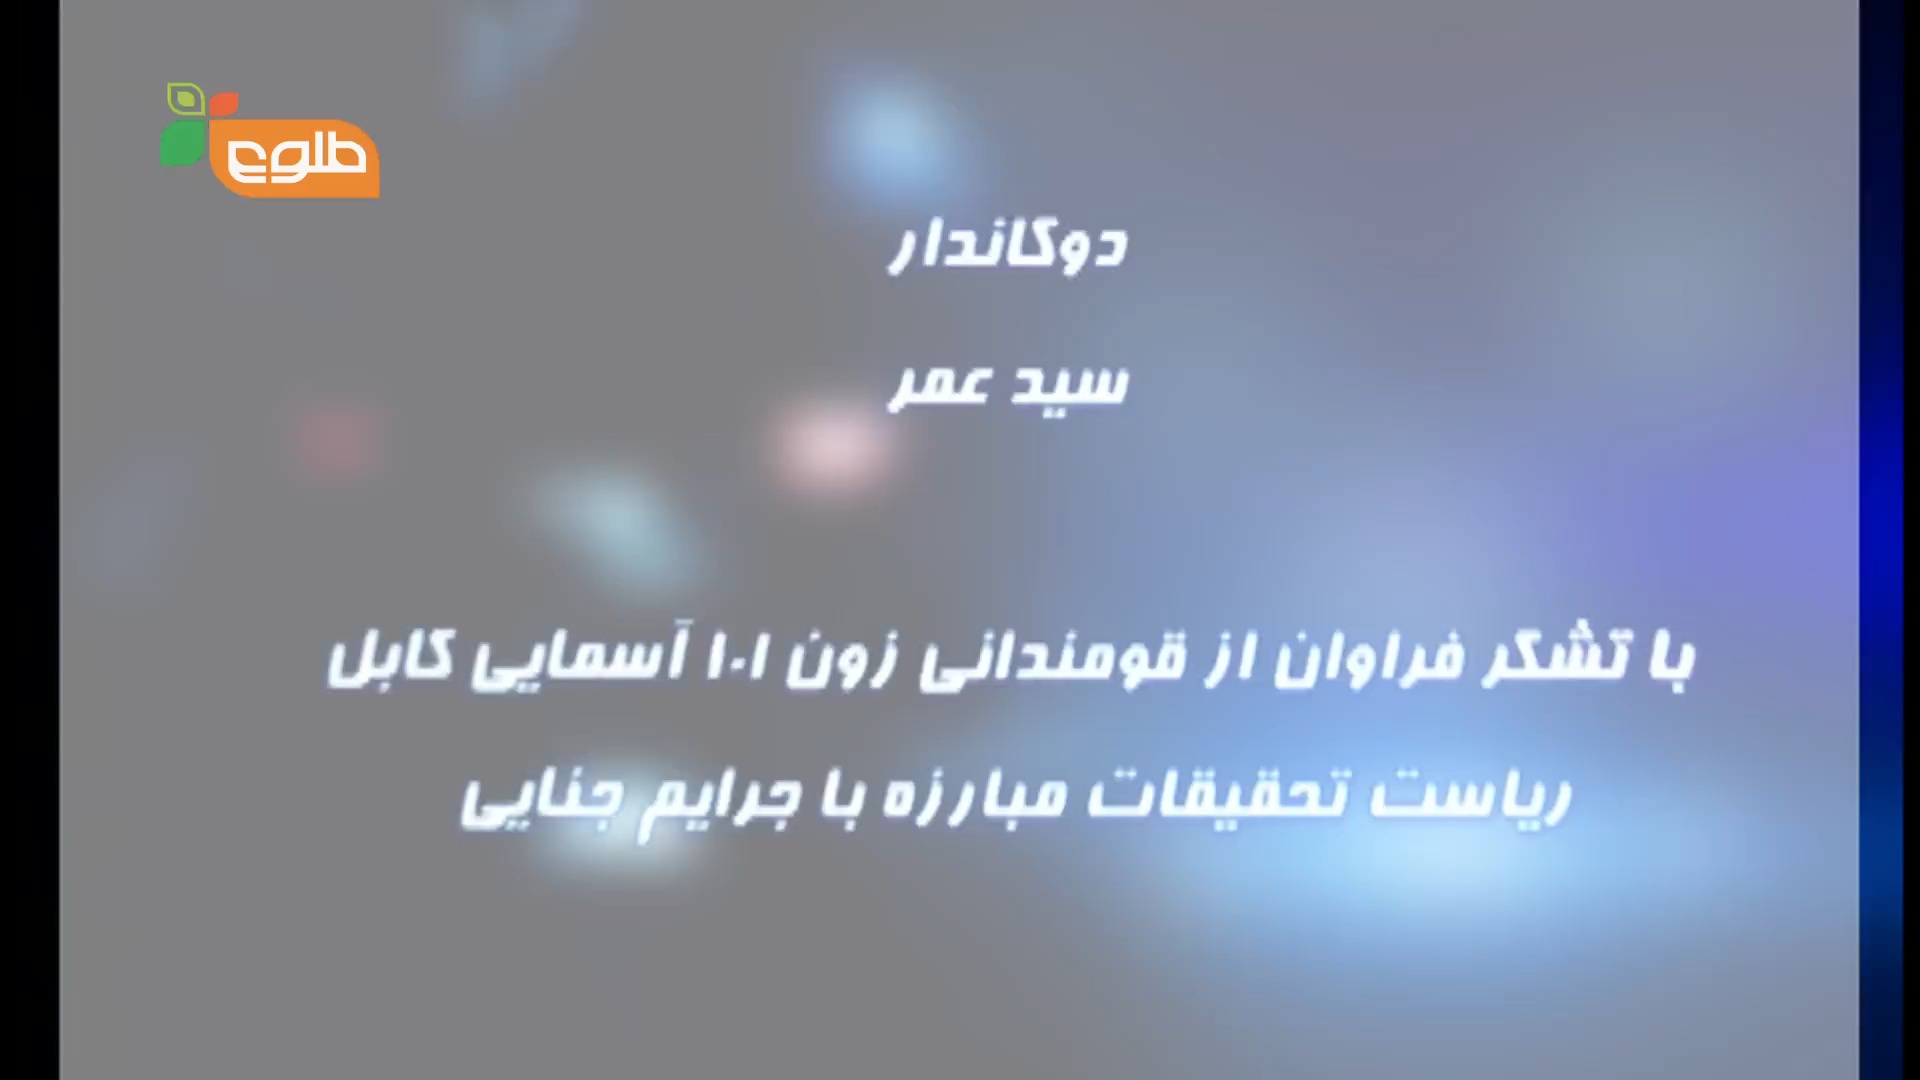 طلوع
دوکاندار
سید عمر
با تشکر فراوان از قومندانی زون ۱۰۱ آسمایی کابل
ریاست تحقیقات مبارزه با جرایم جنایی